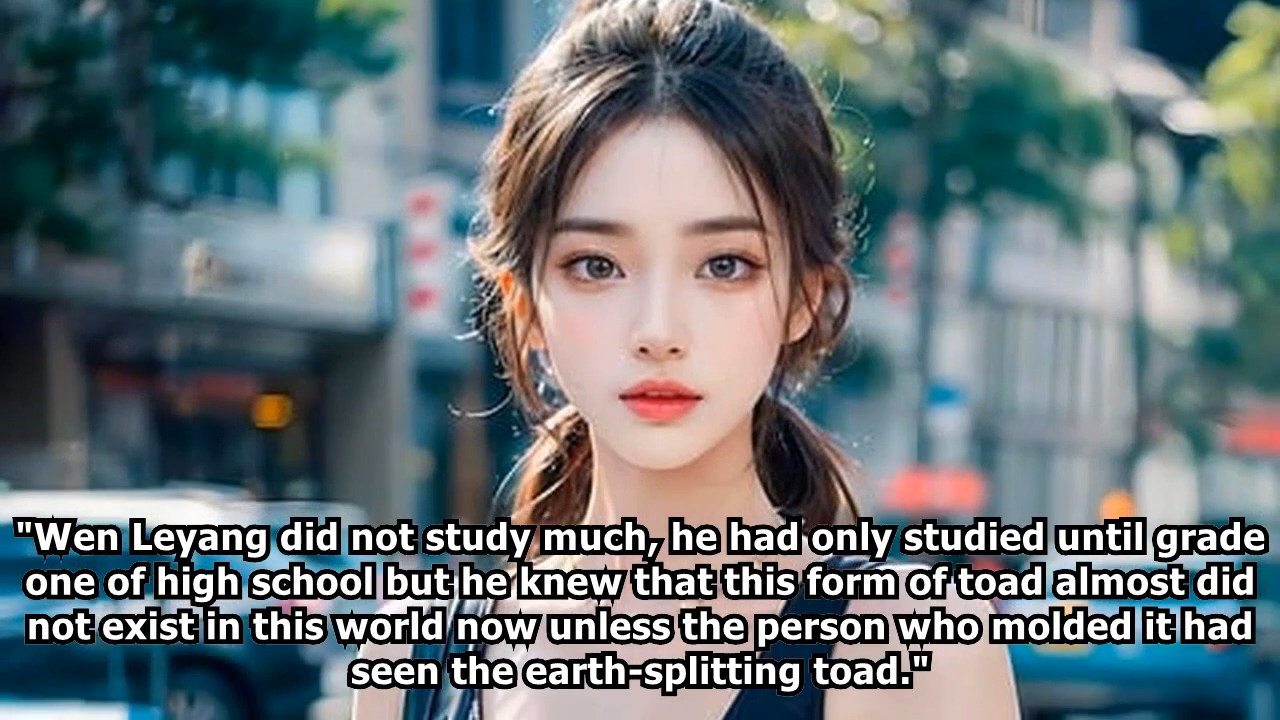 "Wen Leyang did not study much, he had only studied until grade
one of high school but he knew that this form of toad almost did
not exist in this world now unless the person who molded it had
seen the earth-splitting toad."